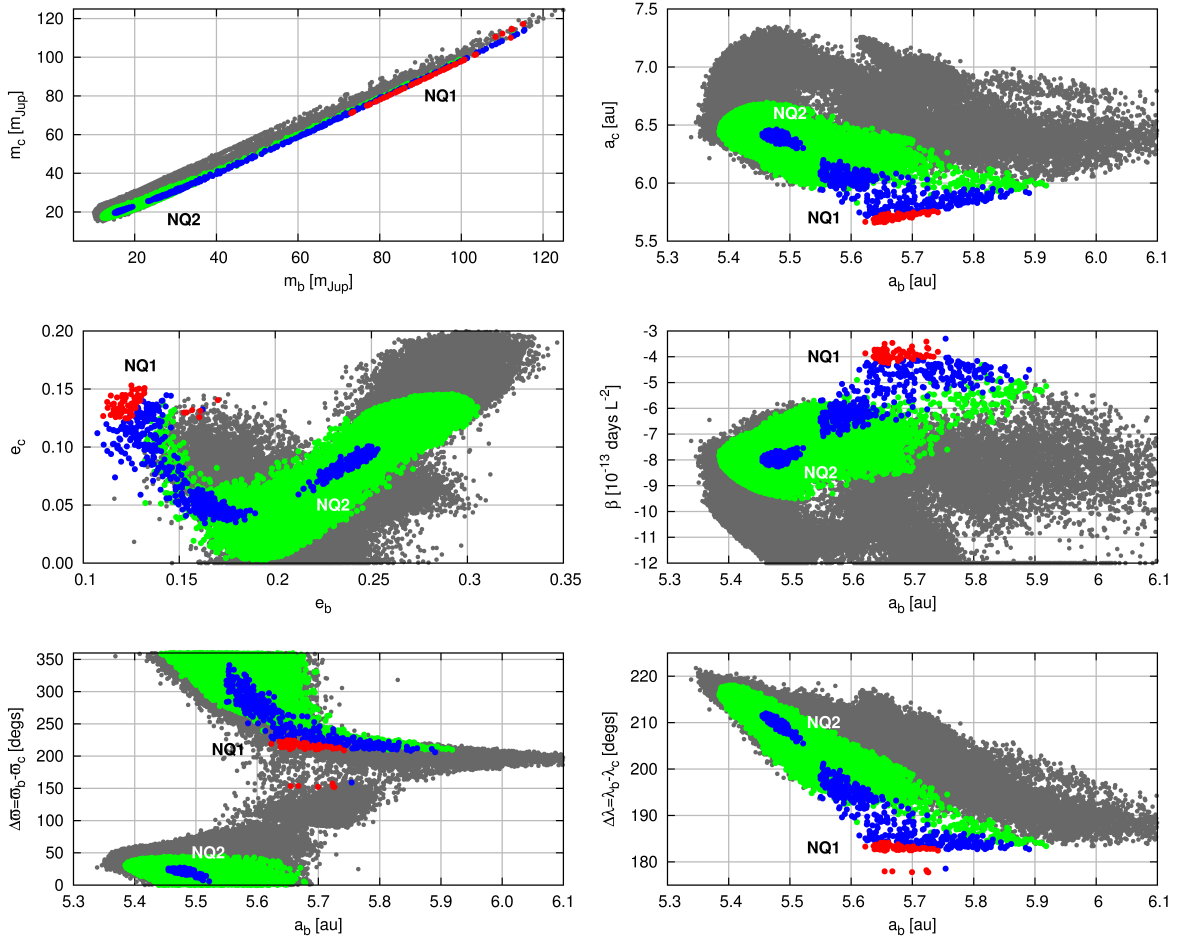 120
100
80
60
40
20
m_c [m_Jup]
NQ1
NQ2
20 40 60 80 100 120
m_b [m_Jup]
7.5
7.0
6.5
6.0
5.5
a_c [au]
NQ2
NQ1
5.3 5.4 5.5 5.6 5.7 5.8 5.9 6.0 6.1
a_b [au]
0.20
0.15
0.10
0.05
0.00
e_c
NQ1
NQ2
0.1 0.15 0.2 0.25 0.3 0.35
e_b
-3
-4
-5
-6
-7
-8
-9
-10
-11
-12
β [10^-13 days L^-2]
NQ1
NQ2
5.3 5.4 5.5 5.6 5.7 5.8 5.9 6 6.1
a_b [au]
350
300
250
200
150
100
50
0
Δϖ=ϖ_b-ϖ_c [degs]
NQ1
NQ2
5.3 5.4 5.5 5.6 5.7 5.8 5.9 6.0 6.1
a_b [au]
220
210
200
190
180
Δλ=λ_b-λ_c [degs]
NQ2
NQ1
5.3 5.4 5.5 5.6 5.7 5.8 5.9 6 6.1
a_b [au]